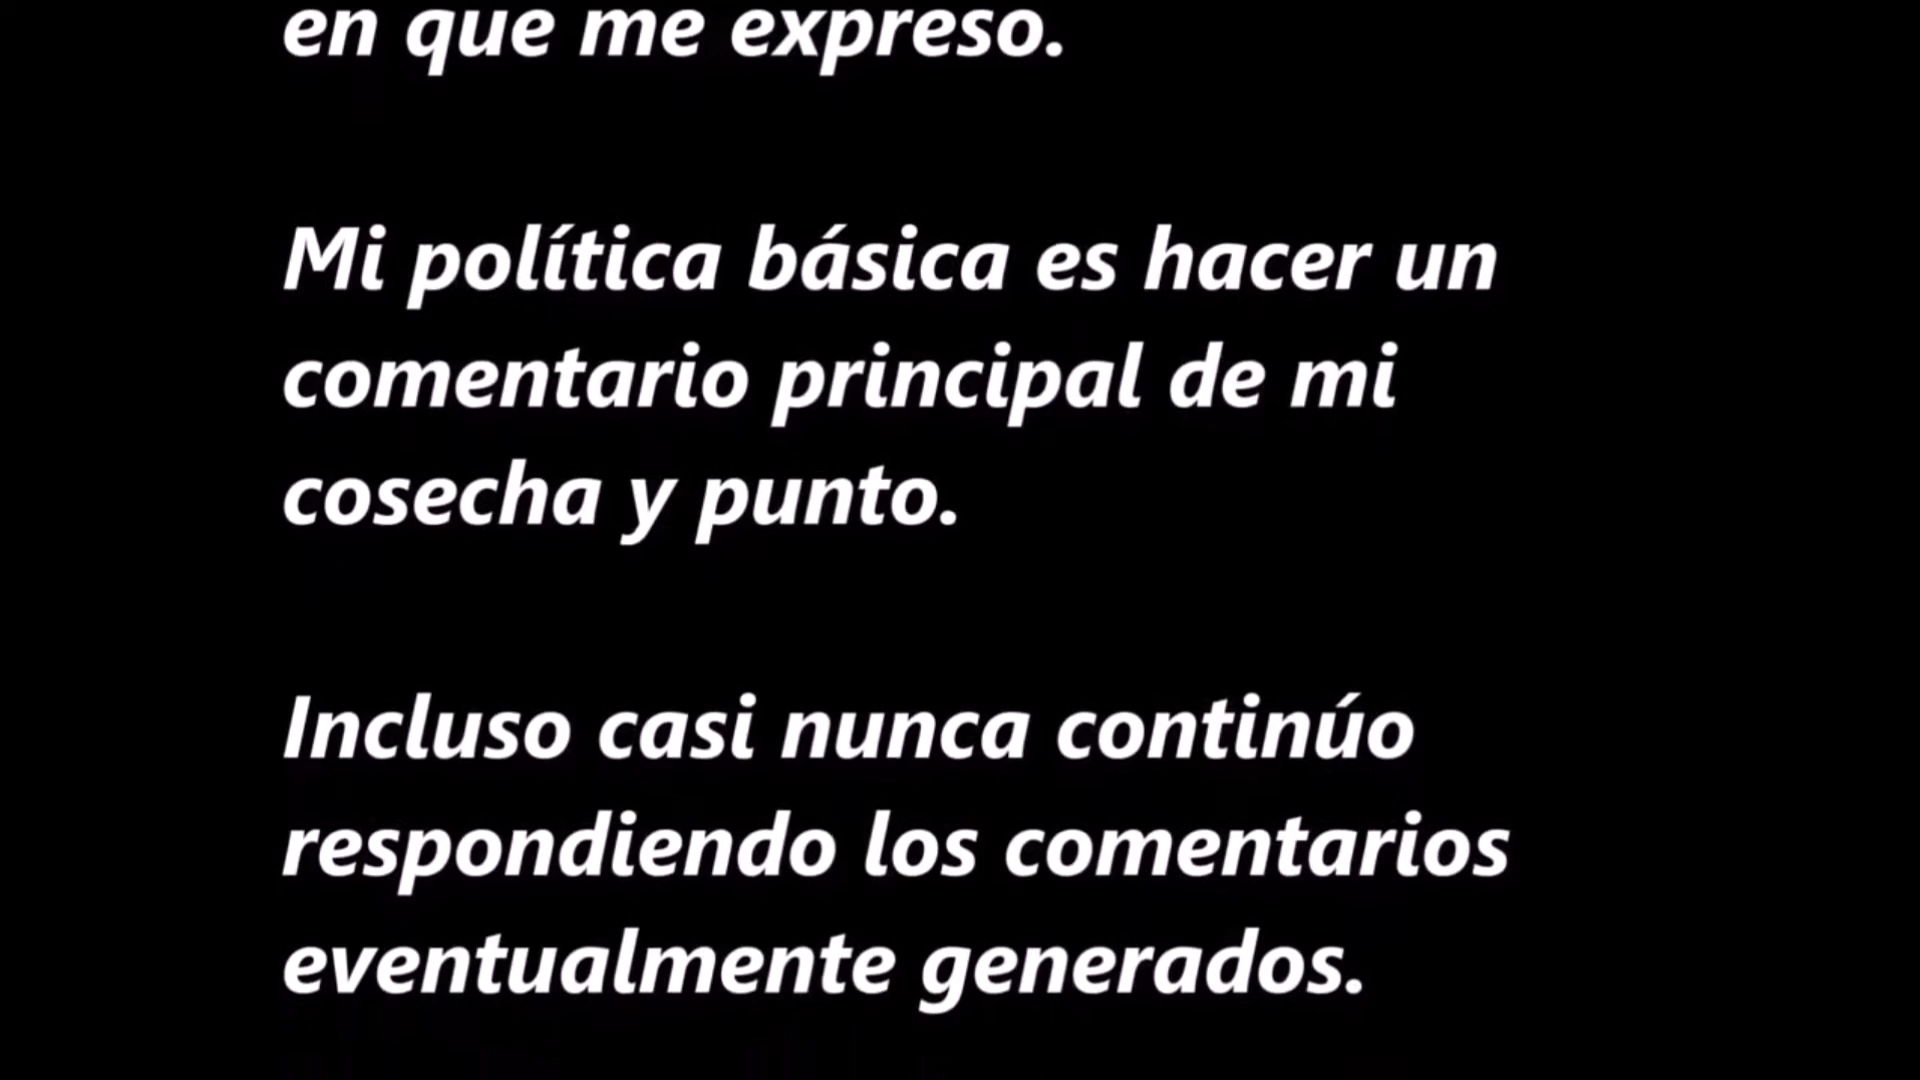 en que me expreso.
Mi política básica es hacer un
comentario principal de mi
cosecha y punto.
Incluso casi nunca continúo
respondiendo los comentarios
eventualmente generados.